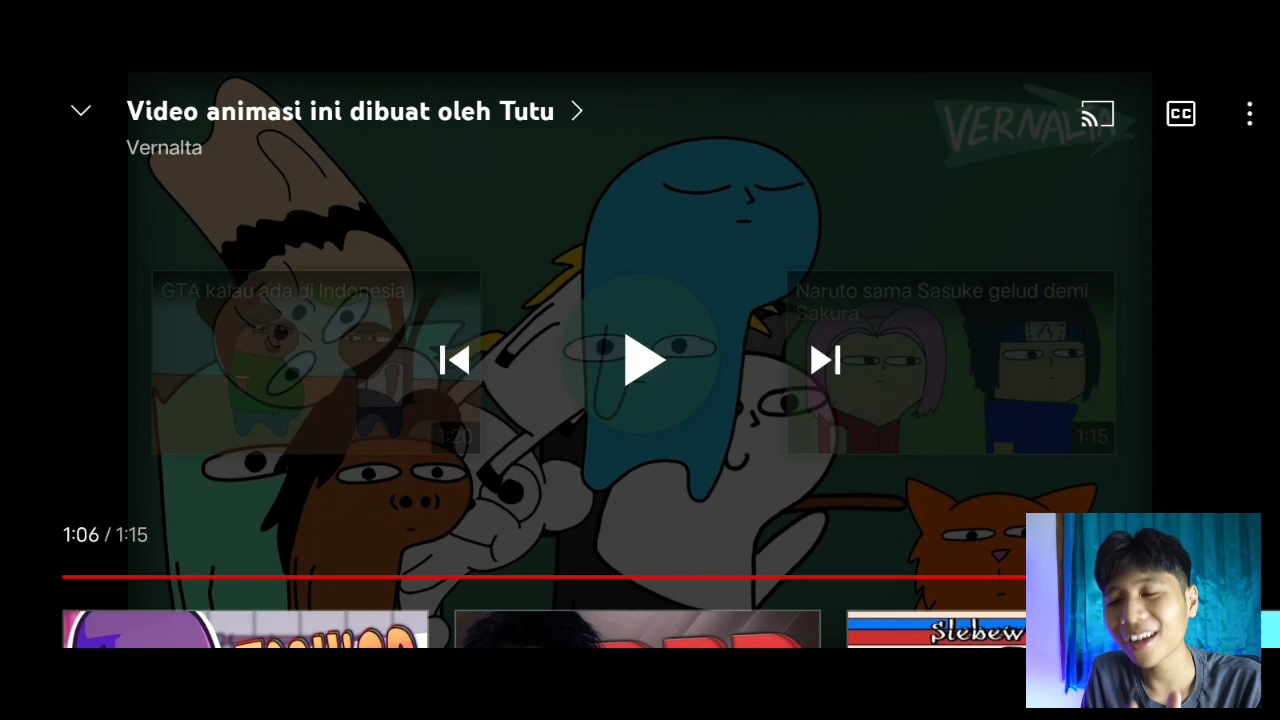 Video animasi ini dibuat oleh Tutu
Vernalta
VERNALTA
CC
GTA kalau ada di Indonesia
1:20
Naruto sama Sasuke gelud demi
Sakura
1:15
1:06 / 1:15
Slebew